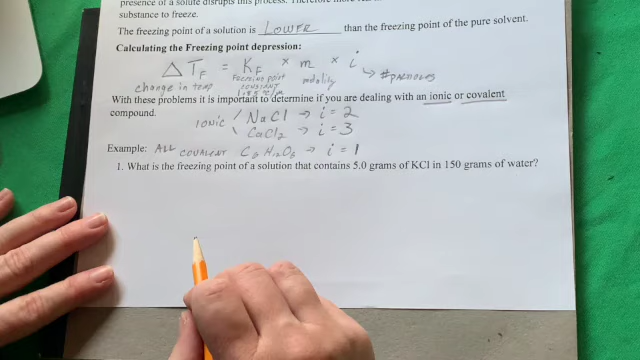 presence of a solute disrupts this process. Therefore more
substance to freeze.
The freezing point of a solution is LOWER than the freezing point of the pure solvent.
Calculating the Freezing point depression:
Δ TF = KF × m × i → # PARTICLES
change in temp FREEZING POINT CONSTANT molality
With these problems it is important to determine if you are dealing with an ionic or covalent
compound.
IONIC / NaCl → i = 2
\ CaCl2 → i = 3
Example: ALL COVALENT C6H12O6 → i = 1
1. What is the freezing point of a solution that contains 5.0 grams of KCl in 150 grams of water?